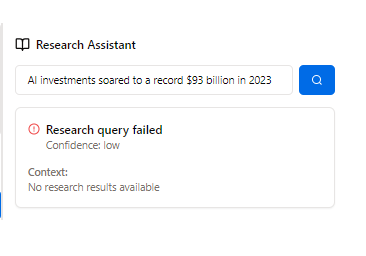 Research Assistant
AI investments soared to a record $93 billion in 2023
Research query failed
Confidence: low
Context:
No research results available